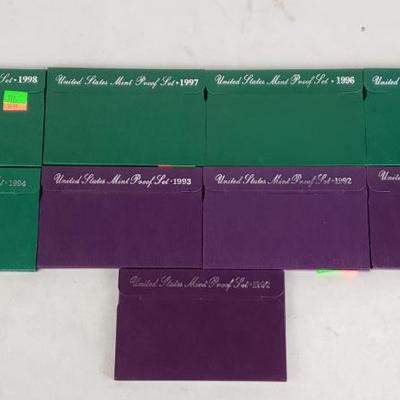 Set • 1998
United States Mint Proof Set • 1997
United States Mint Proof Set • 1996
• 1994
United States Mint Proof Set • 1993
United States Mint Proof Set • 1992
United States Mint Proof Set •